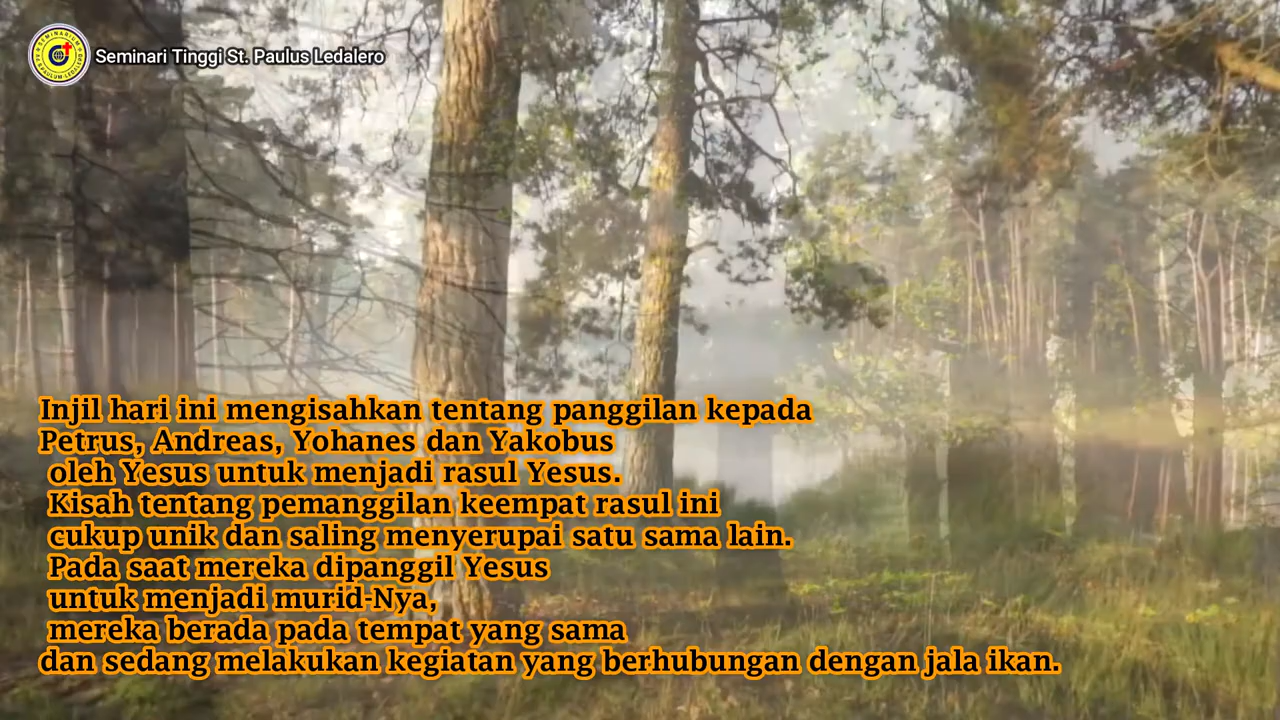 Seminari Tinggi St. Paulus Ledalero
Injil hari ini mengisahkan tentang panggilan kepada
Petrus, Andreas, Yohanes dan Yakobus
oleh Yesus untuk menjadi rasul Yesus.
Kisah tentang pemanggilan keempat rasul ini
cukup unik dan saling menyerupai satu sama lain.
Pada saat mereka dipanggil Yesus
untuk menjadi murid-Nya,
mereka berada pada tempat yang sama
dan sedang melakukan kegiatan yang berhubungan dengan jala ikan.